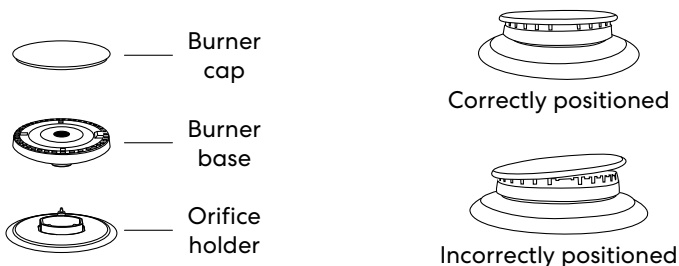 Burner
cap
Burner
base
Orifice
holder
Correctly positioned
Incorrectly positioned